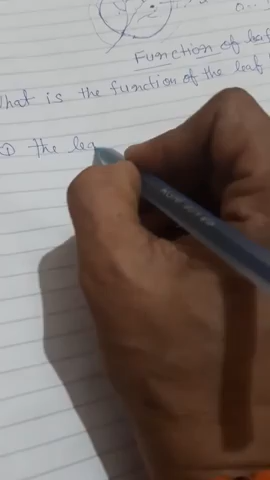 Function of leaf
What is the function of the leaf
① the lea